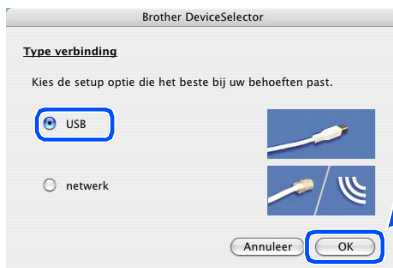 Brother DeviceSelector
Type verbinding
Kies de setup optie die het beste bij uw behoeften past.
USB
netwerk
Annuleer OK